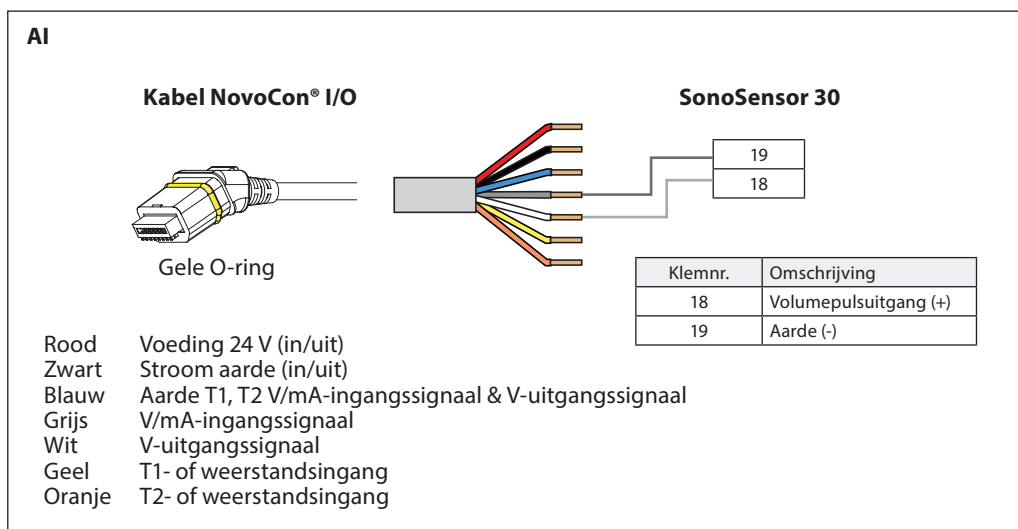 AI
Kabel NovoCon® I/O
SonoSensor 30
19
18
Gele O-ring
Klemnr. Omschrijving
18 Volumepulsuitgang (+)
19 Aarde (-)
Rood Voeding 24 V (in/uit)
Zwart Stroom aarde (in/uit)
Blauw Aarde T1, T2 V/mA-ingangssignaal & V-uitgangssignaal
Grijs V/mA-ingangssignaal
Wit V-uitgangssignaal
Geel T1- of weerstandsingang
Oranje T2- of weerstandsingang